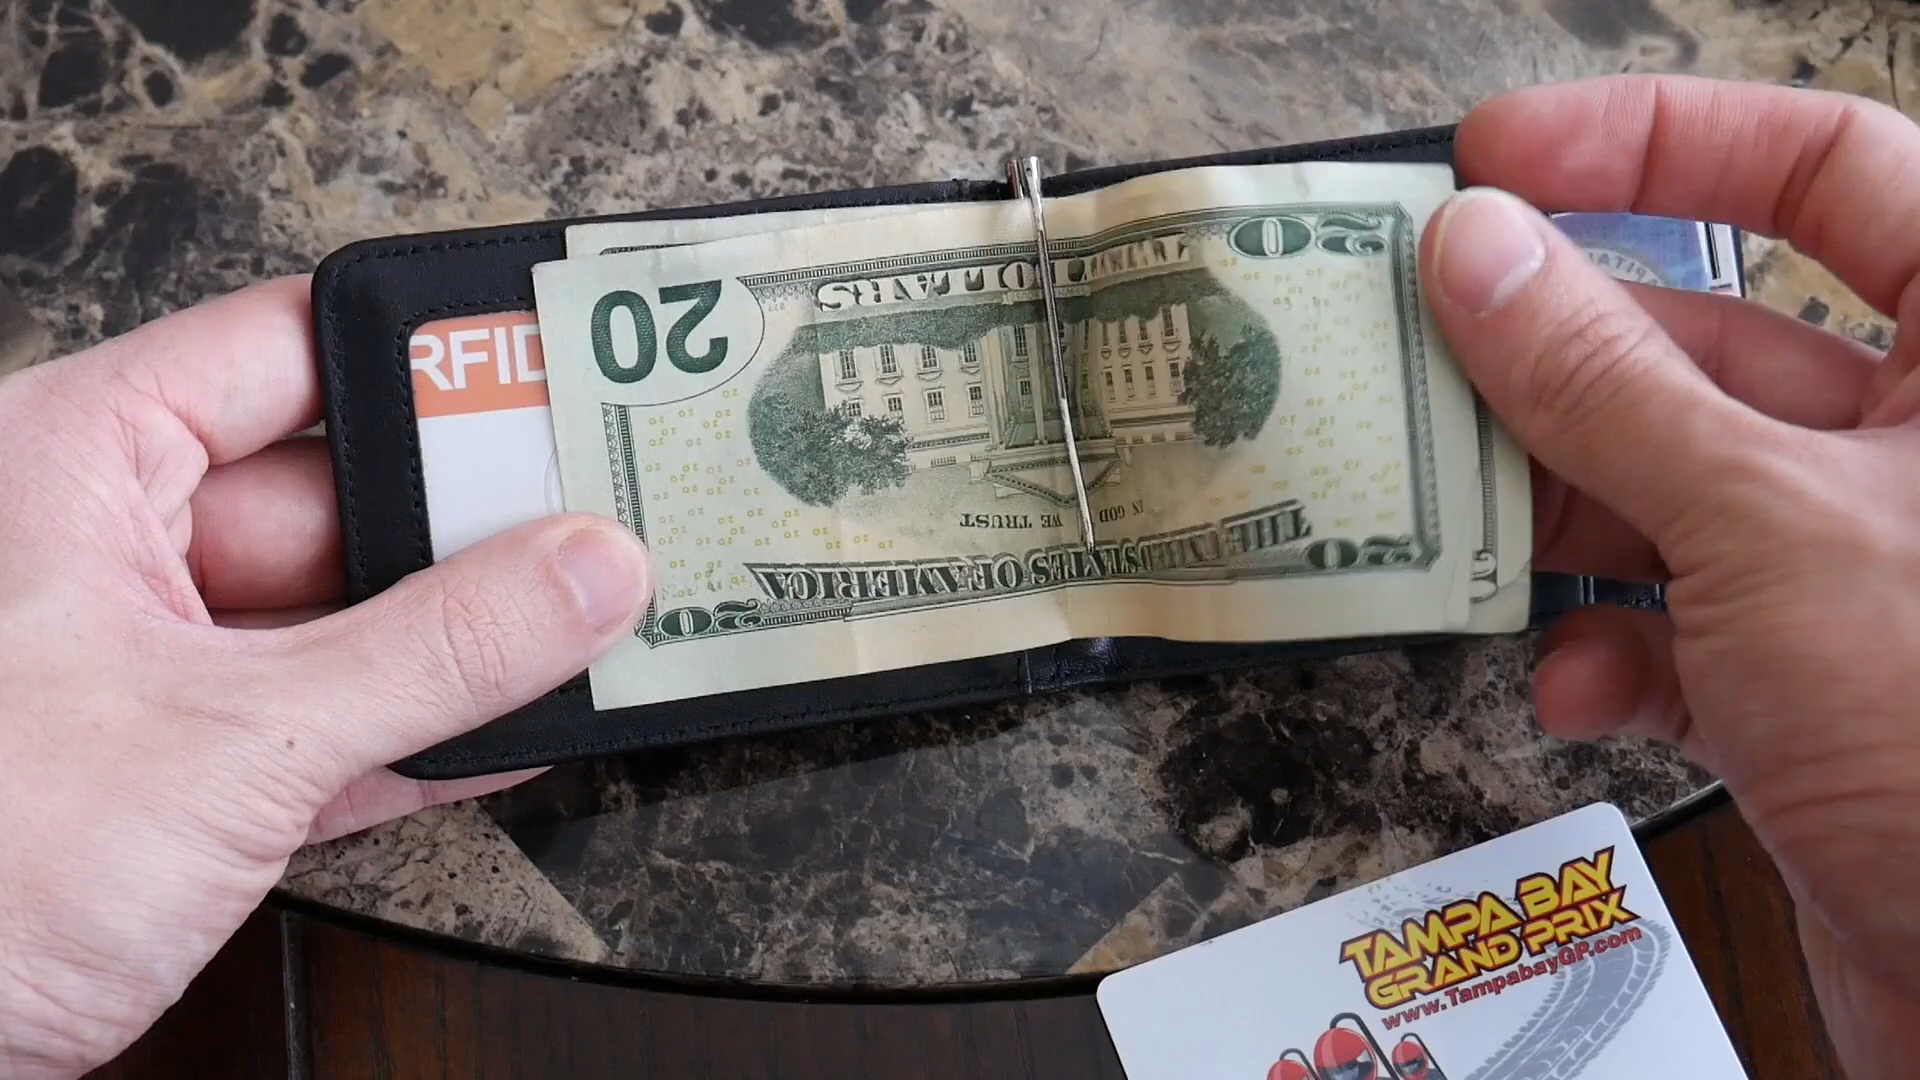 RFID
20
DOLLARS
20
IN GOD WE TRUST
THE UNITED STATES OF AMERICA
20
20
TAMPA BAY
GRAND PRIX
www.TampabayGP.com